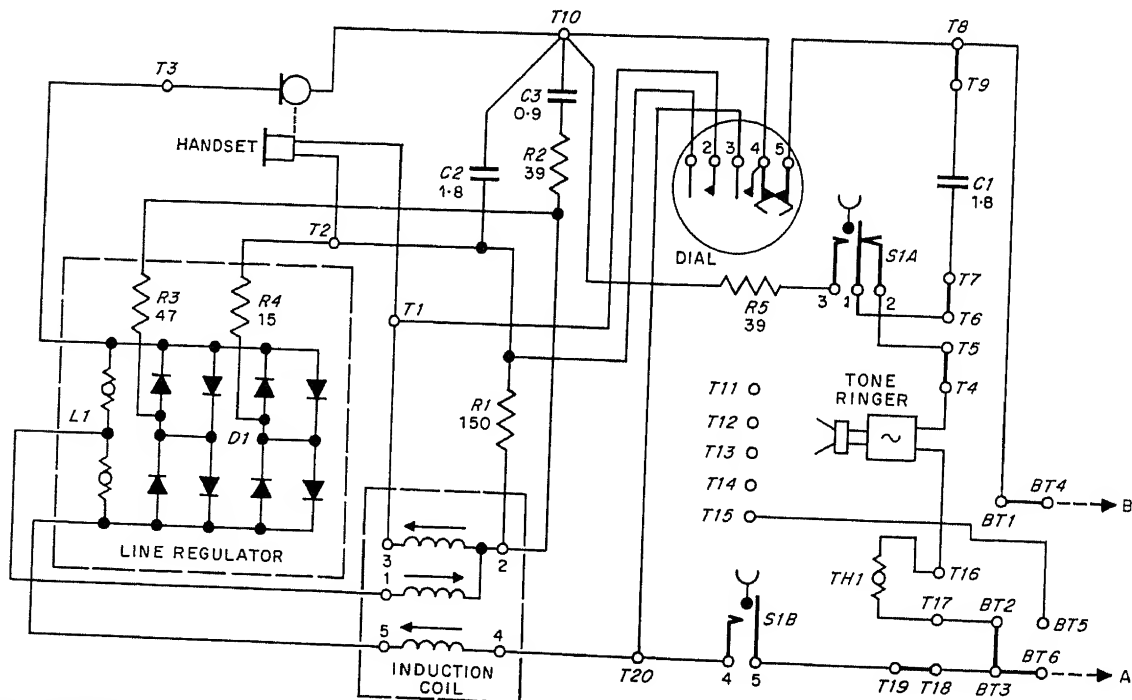 T10
T8
T3
C3
0·9
T9
HANDSET
C2
1·8
R2
39
2 3 4 5
C1
1·8
T2
DIAL
S1A
T7
R3
47
R4
15
T1
R5
39
3 1 2
T6
T5
T11
TONE
RINGER
T4
L1
D1
R1
150
T12
T13
T14
T15
BT4
B
BT1
LINE REGULATOR
3
2
1
TH1
T16
T17
BT2
BT5
5
4
S1B
INDUCTION
COIL
T20
4
5
T19
T18
BT3
BT6
A